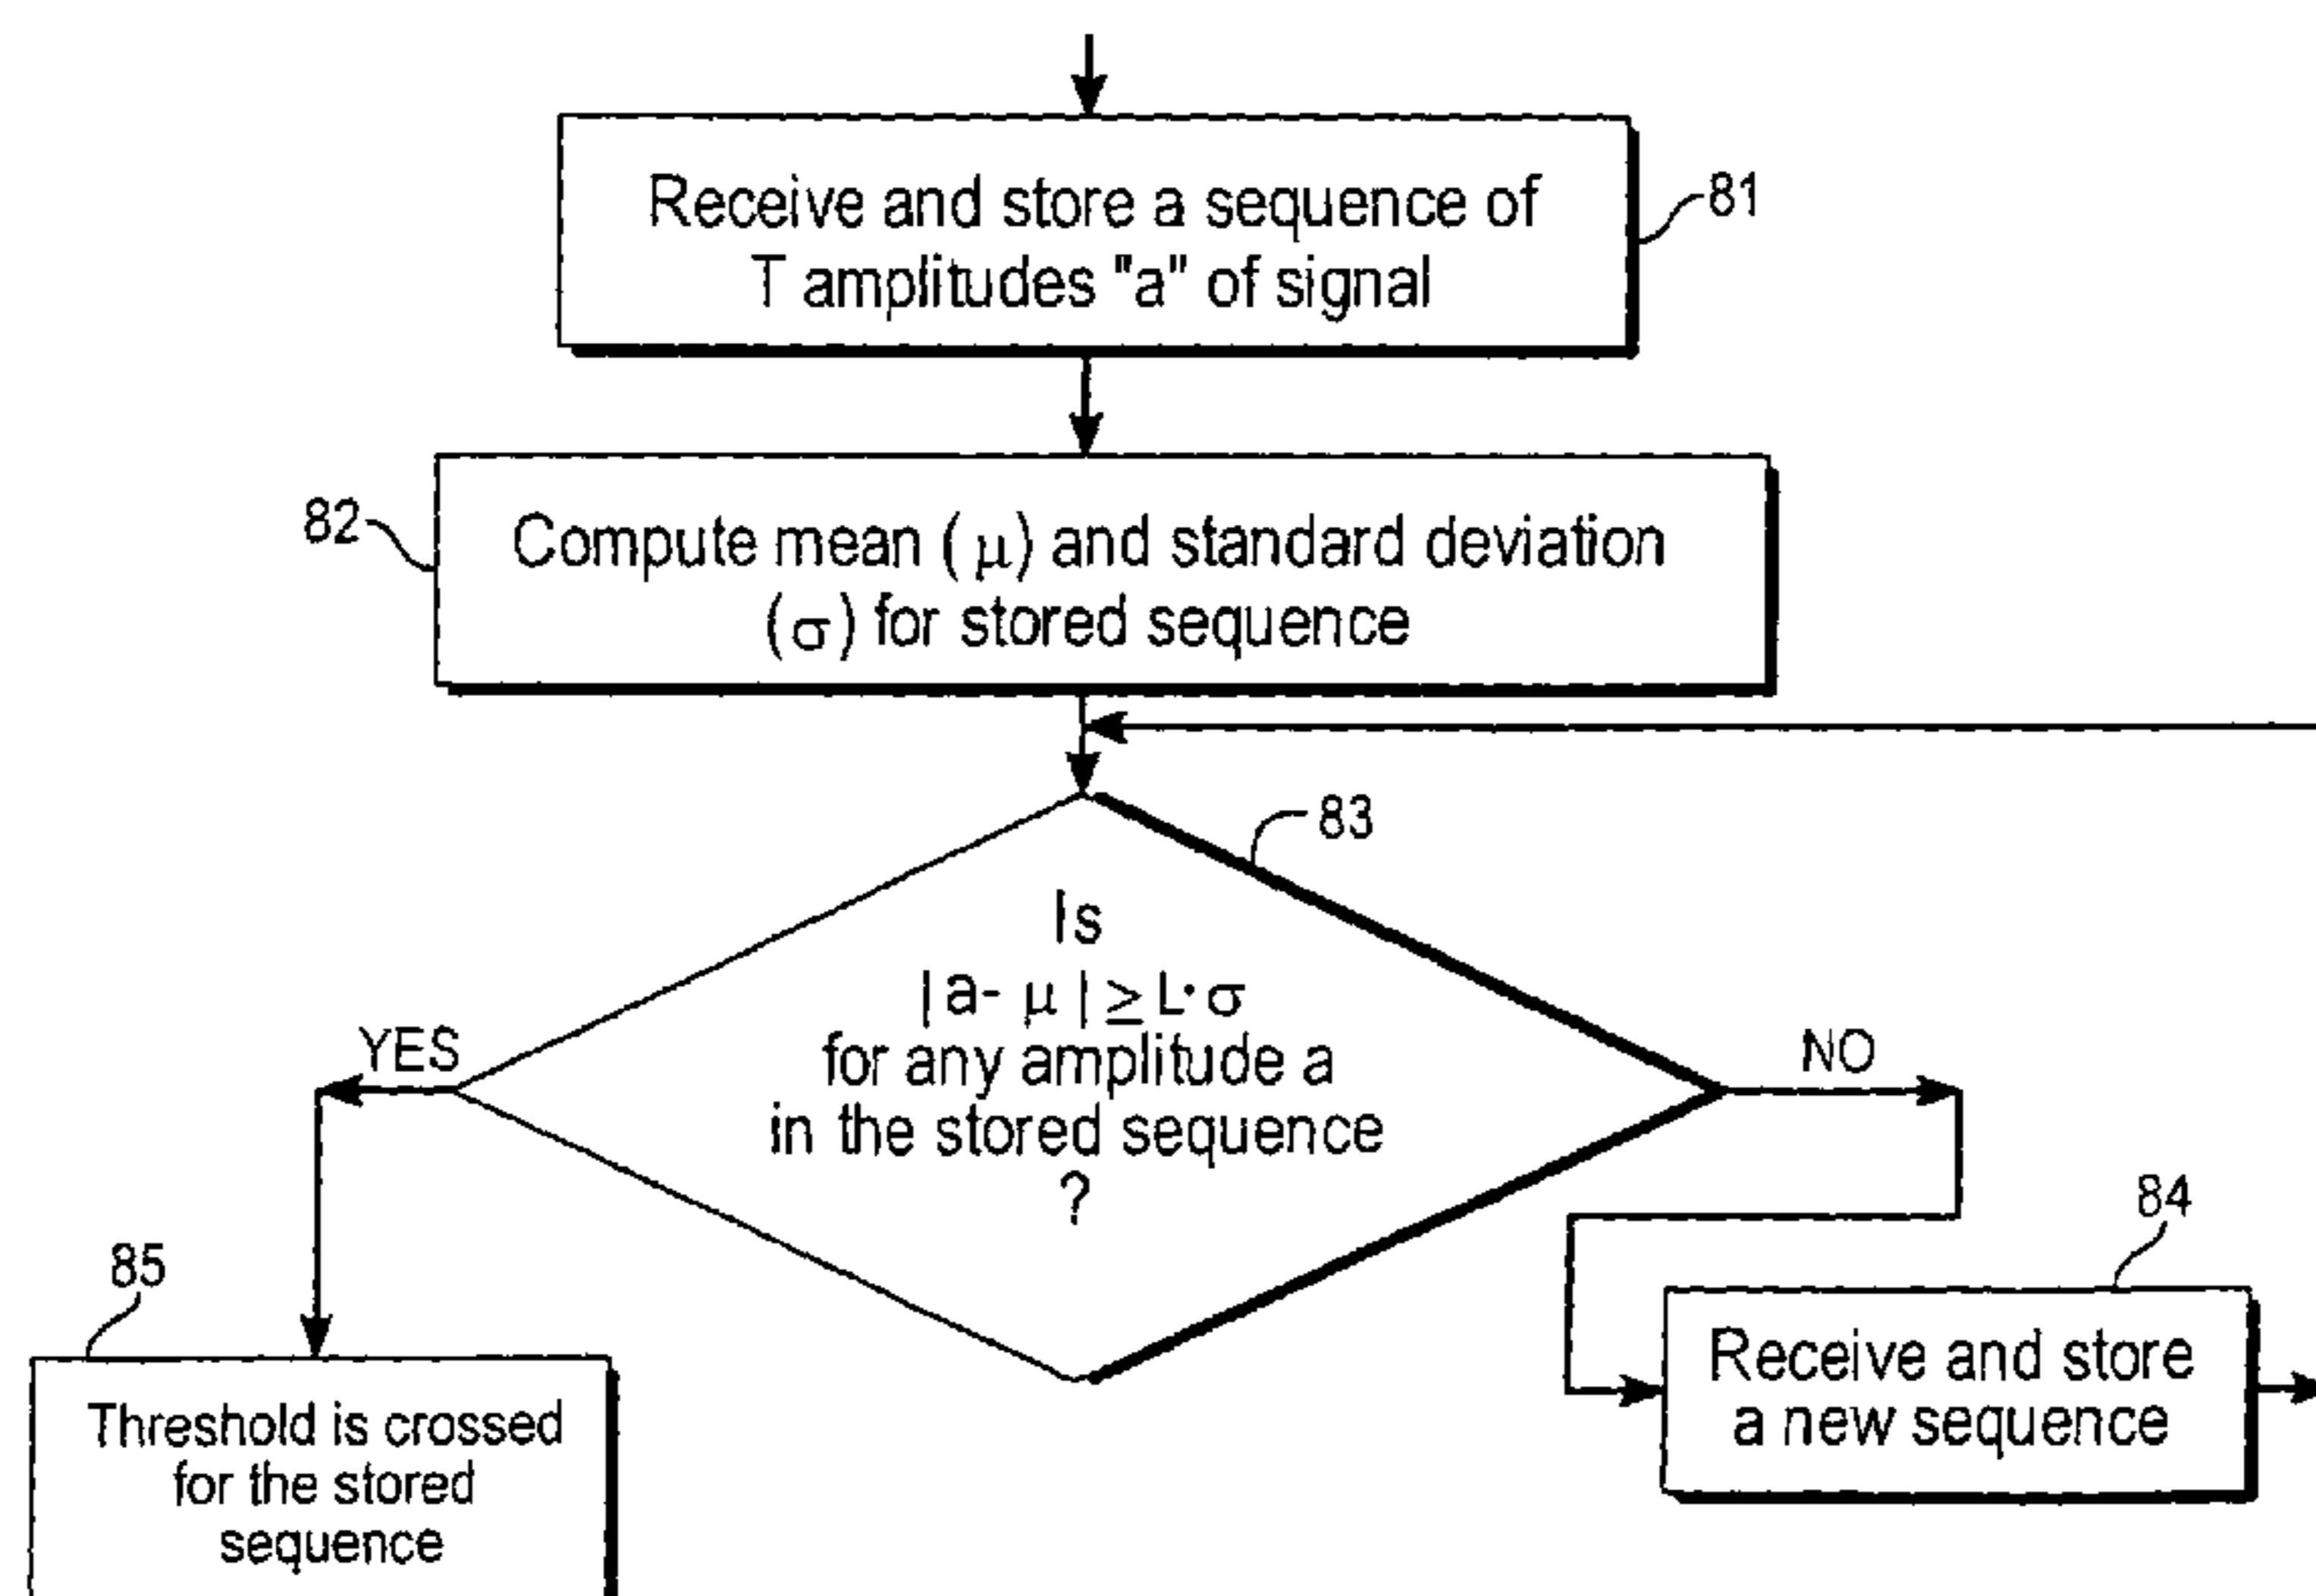 Receive and store a sequence of
T amplitudes "a" of signal
81
82
Compute mean (μ) and standard deviation
(σ) for stored sequence
83
Is
|a- μ| ≥ L·σ
for any amplitude a
in the stored sequence
?
YES
NO
84
Receive and store
a new sequence
85
Threshold is crossed
for the stored
sequence